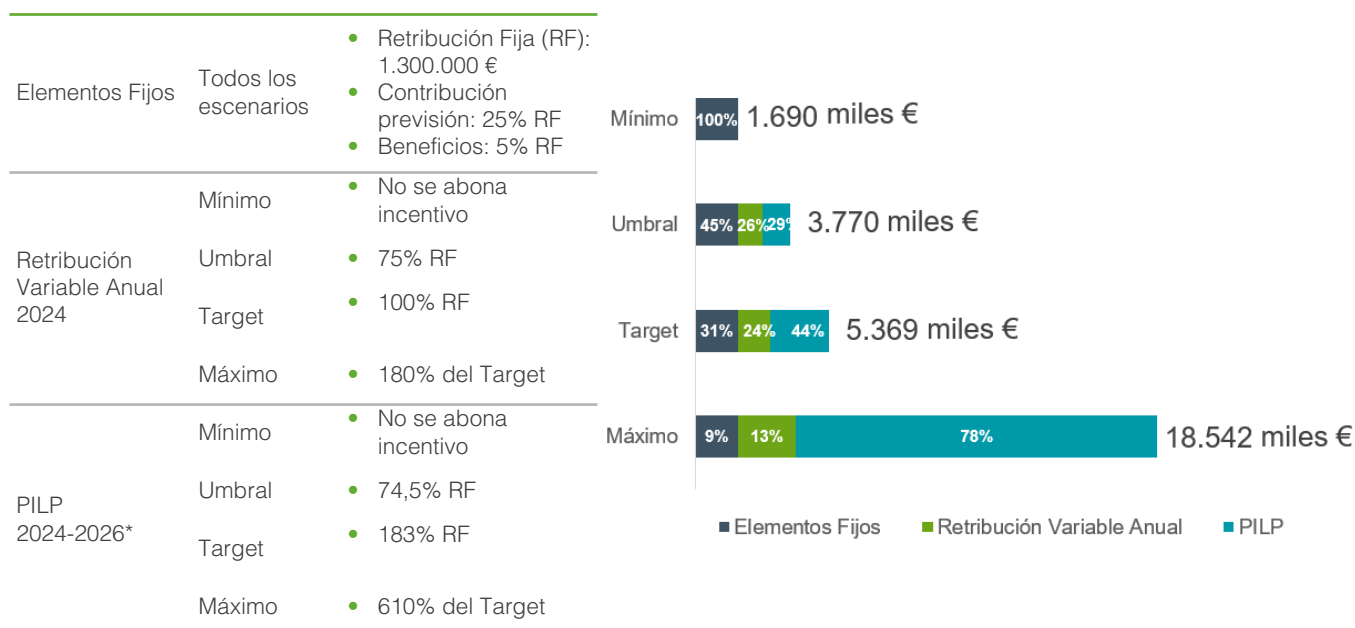 Elementos Fijos
Todos los
escenarios
• Retribución Fija (RF):
1.300.000 €
• Contribución
previsión: 25% RF
• Beneficios: 5% RF
Retribución
Variable Anual
2024
Mínimo
• No se abona
incentivo
Umbral
• 75% RF
Target
• 100% RF
Máximo
• 180% del Target
PILP
2024-2026*
Mínimo
• No se abona
incentivo
Umbral
• 74,5% RF
Target
• 183% RF
Máximo
• 610% del Target
Mínimo 100% 1.690 miles €
Umbral 45% 26% 29% 3.770 miles €
Target 31% 24% 44% 5.369 miles €
Máximo 9% 13% 78% 18.542 miles €
Elementos Fijos Retribución Variable Anual PILP